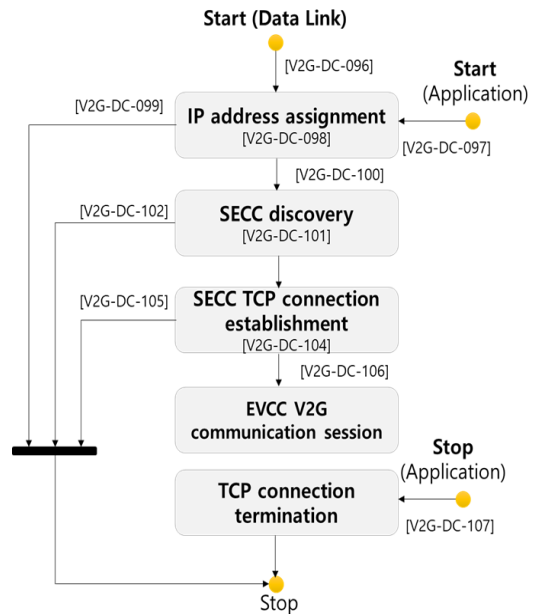 Start (Data Link)
[V2G-DC-096]
Start
(Application)
[V2G-DC-099]
IP address assignment
[V2G-DC-098]
[V2G-DC-097]
[V2G-DC-100]
[V2G-DC-102]
SECC discovery
[V2G-DC-101]
[V2G-DC-105]
SECC TCP connection
establishment
[V2G-DC-104]
[V2G-DC-106]
EVCC V2G
communication session
Stop
(Application)
TCP connection
termination
[V2G-DC-107]
Stop